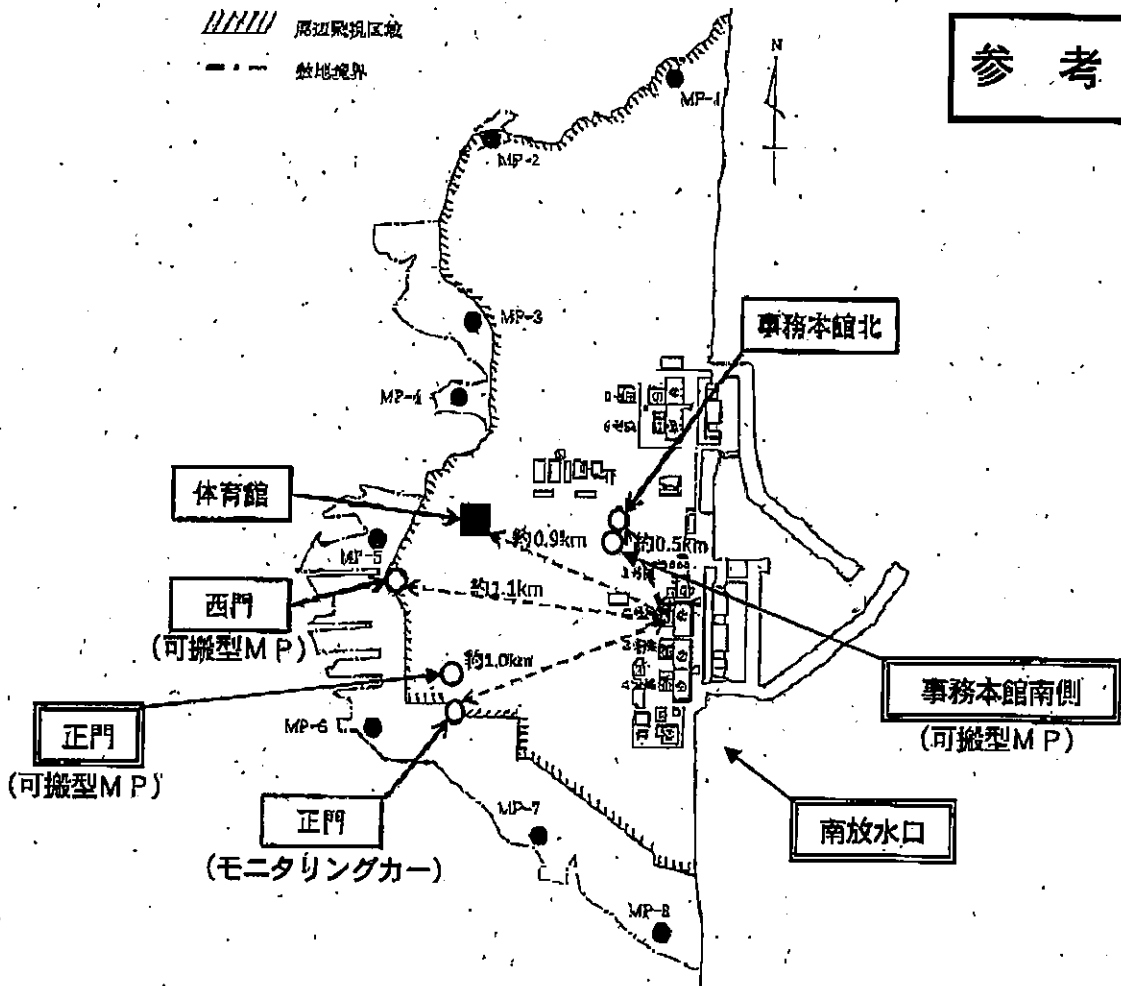 周辺監視区域
敷地境界
参考
N
MP-1
MP-2
MP-3
事務本館北
MP-4
体育館
約0.9km
約0.5km
MP-5
約1.1km
西門
(可搬型MP)
約1.0km
事務本館南側
(可搬型MP)
正門
(可搬型MP)
MP-6
正門
(モニタリングカー)
MP-7
南放水口
MP-8